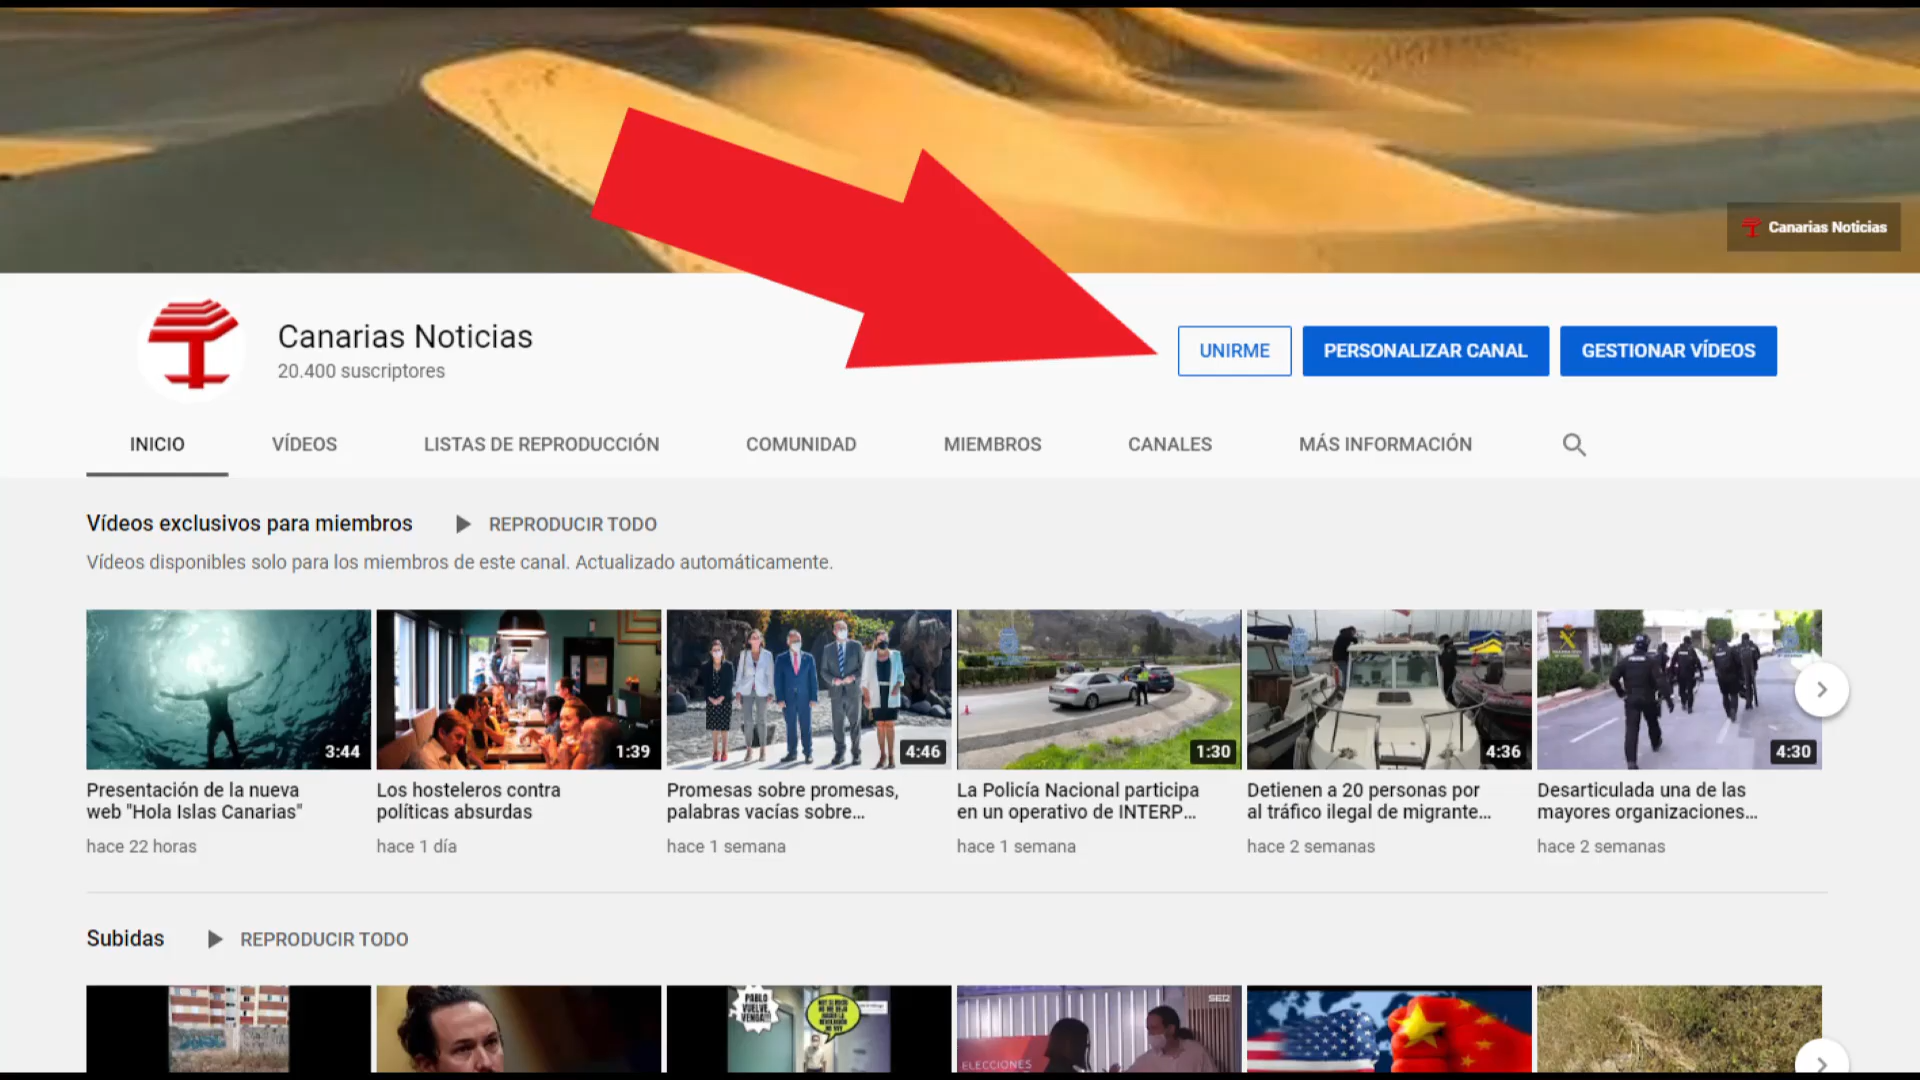 Canarias Noticias
Canarias Noticias
20.400 suscriptores
UNIRME
PERSONALIZAR CANAL
GESTIONAR VÍDEOS
INICIO
VÍDEOS
LISTAS DE REPRODUCCIÓN
COMUNIDAD
MIEMBROS
CANALES
MÁS INFORMACIÓN
Vídeos exclusivos para miembros
REPRODUCIR TODO
Vídeos disponibles solo para los miembros de este canal. Actualizado automáticamente.
3:44
1:39
4:46
1:30
4:36
4:30
Presentación de la nueva
web "Hola Islas Canarias"
hace 22 horas
Los hosteleros contra
políticas absurdas
hace 1 día
Promesas sobre promesas,
palabras vacías sobre...
hace 1 semana
La Policía Nacional participa
en un operativo de INTERP...
hace 1 semana
Detienen a 20 personas por
al tráfico ilegal de migrante...
hace 2 semanas
Desarticulada una de las
mayores organizaciones...
hace 2 semanas
Subidas
REPRODUCIR TODO
PABLO
VUELVE,
VENGA!!!
SER
ELECCIONES